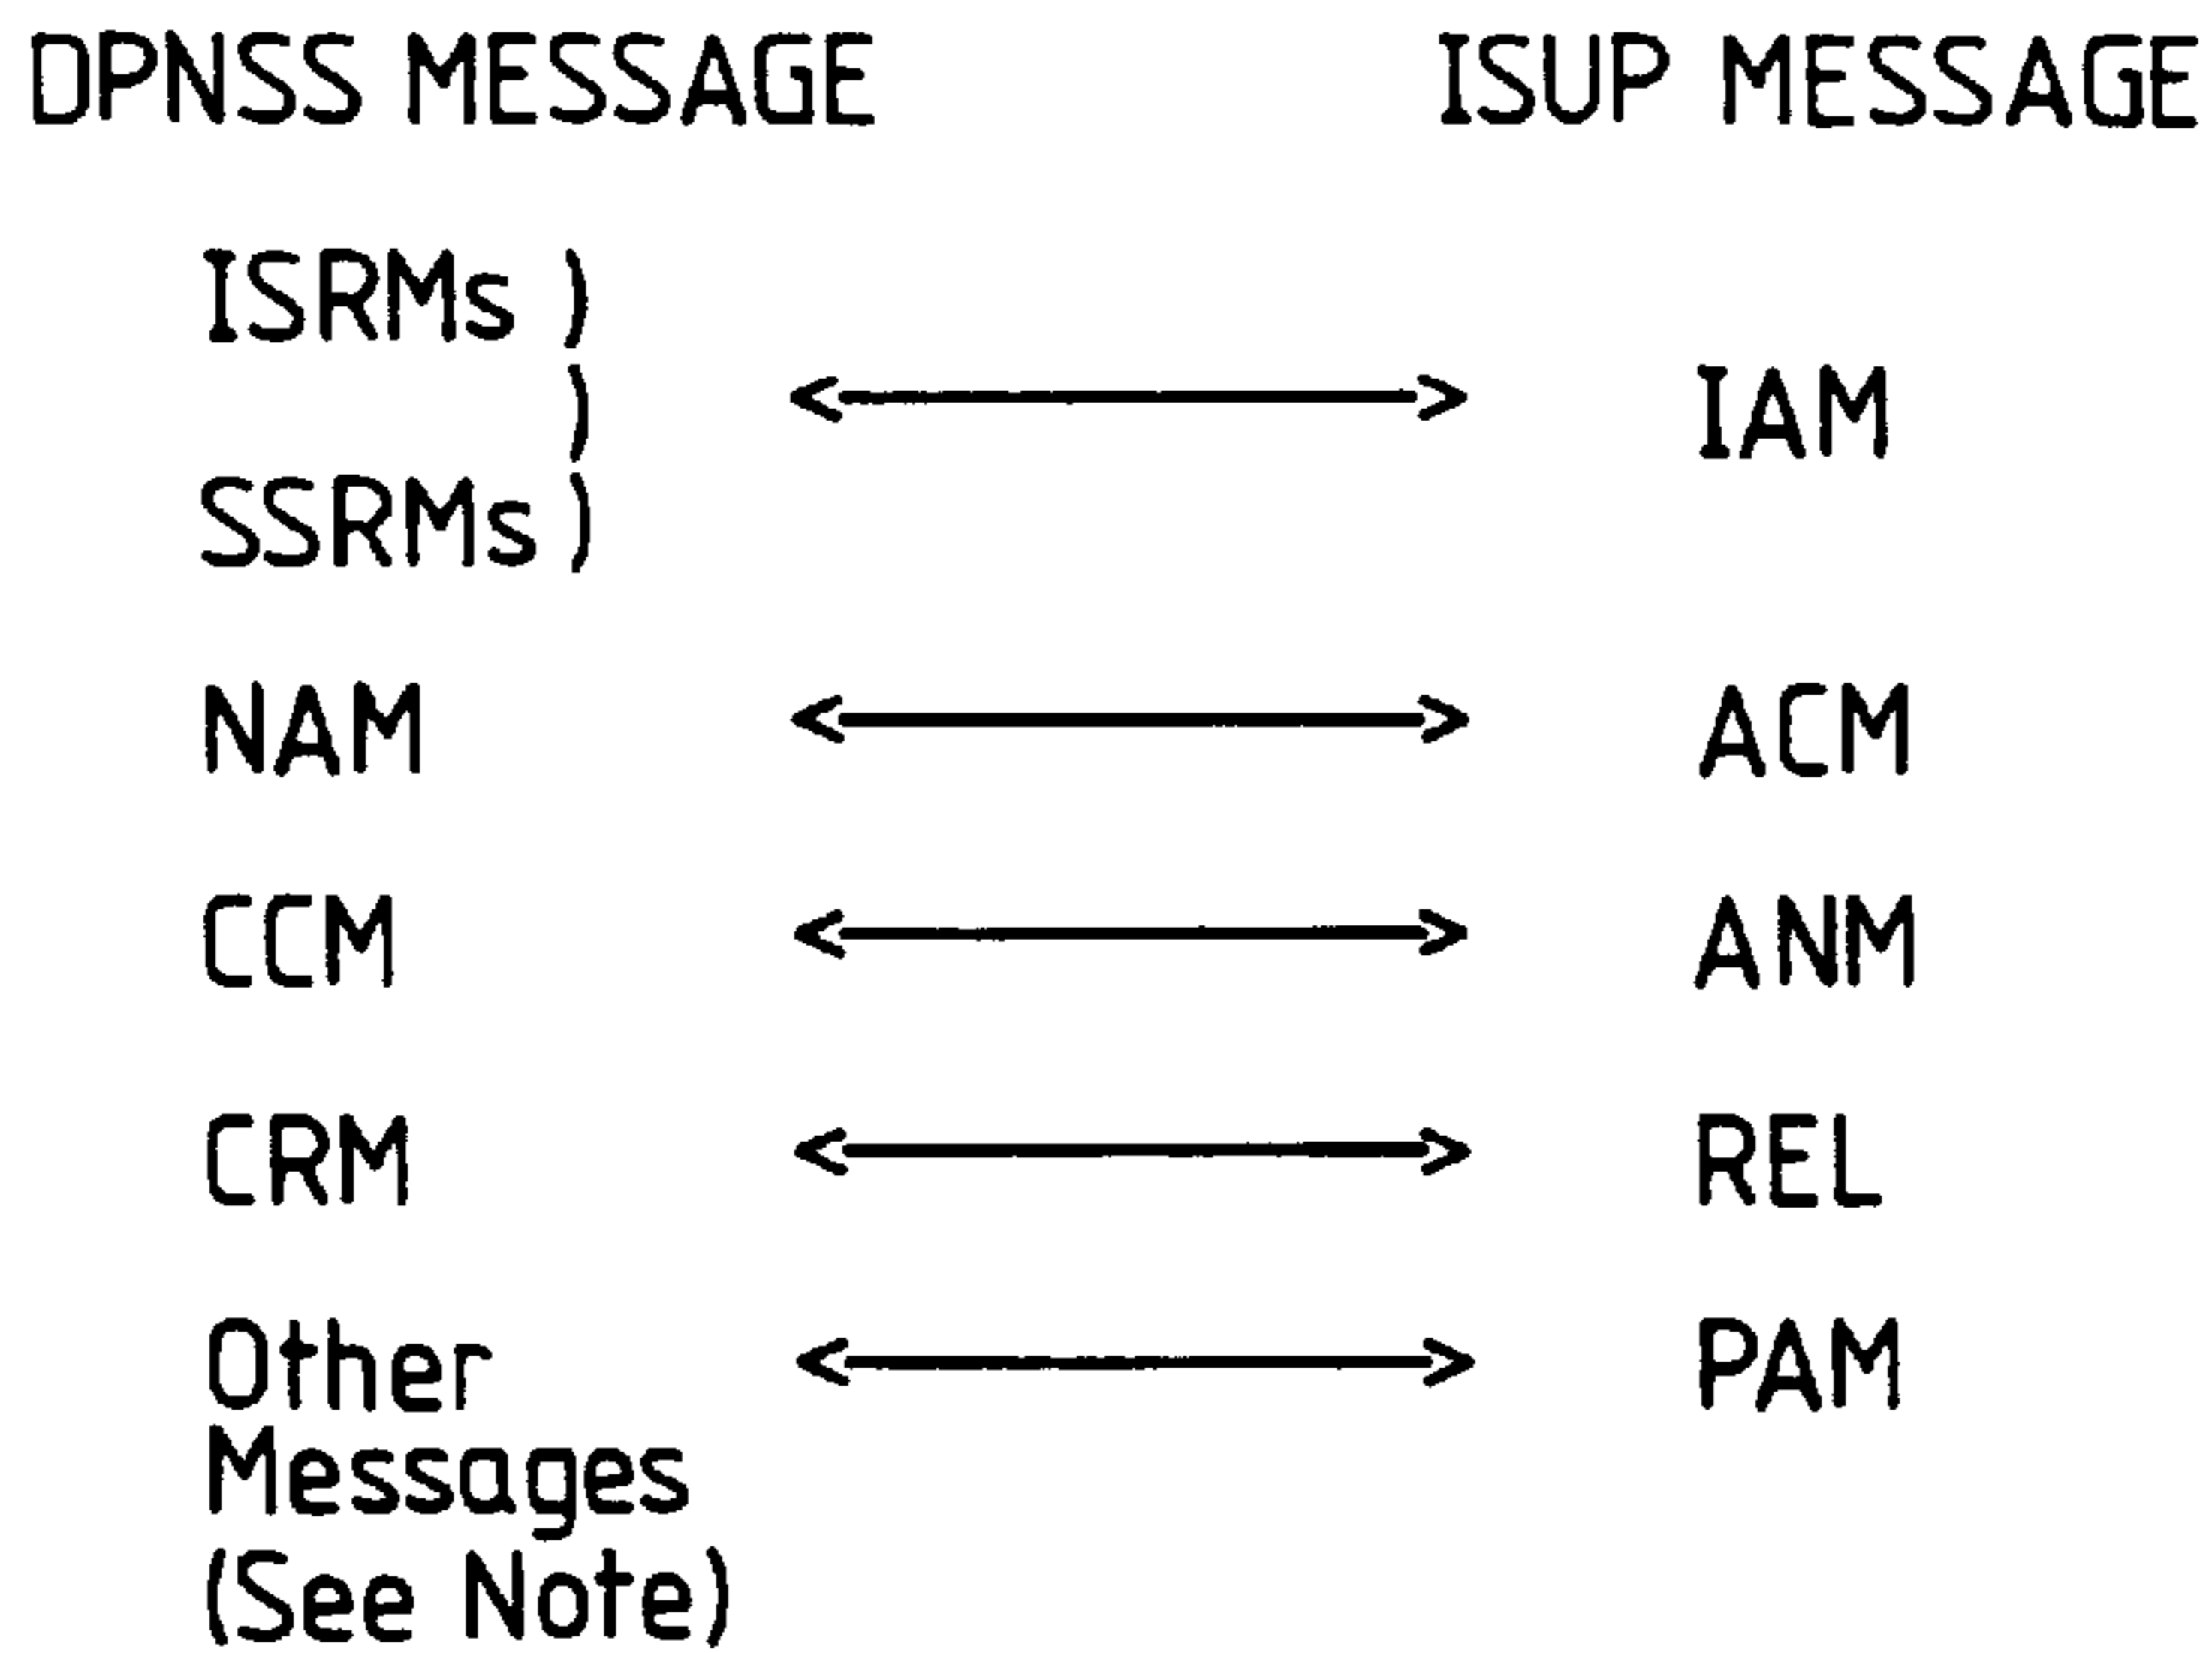 DPNSS MESSAGE ISUP MESSAGE
ISRMs )
) <-> IAM
SSRMs )
NAM <-> ACM
CCM <-> ANM
CRM <-> REL
Other <-> PAM
Messages
(See Note)